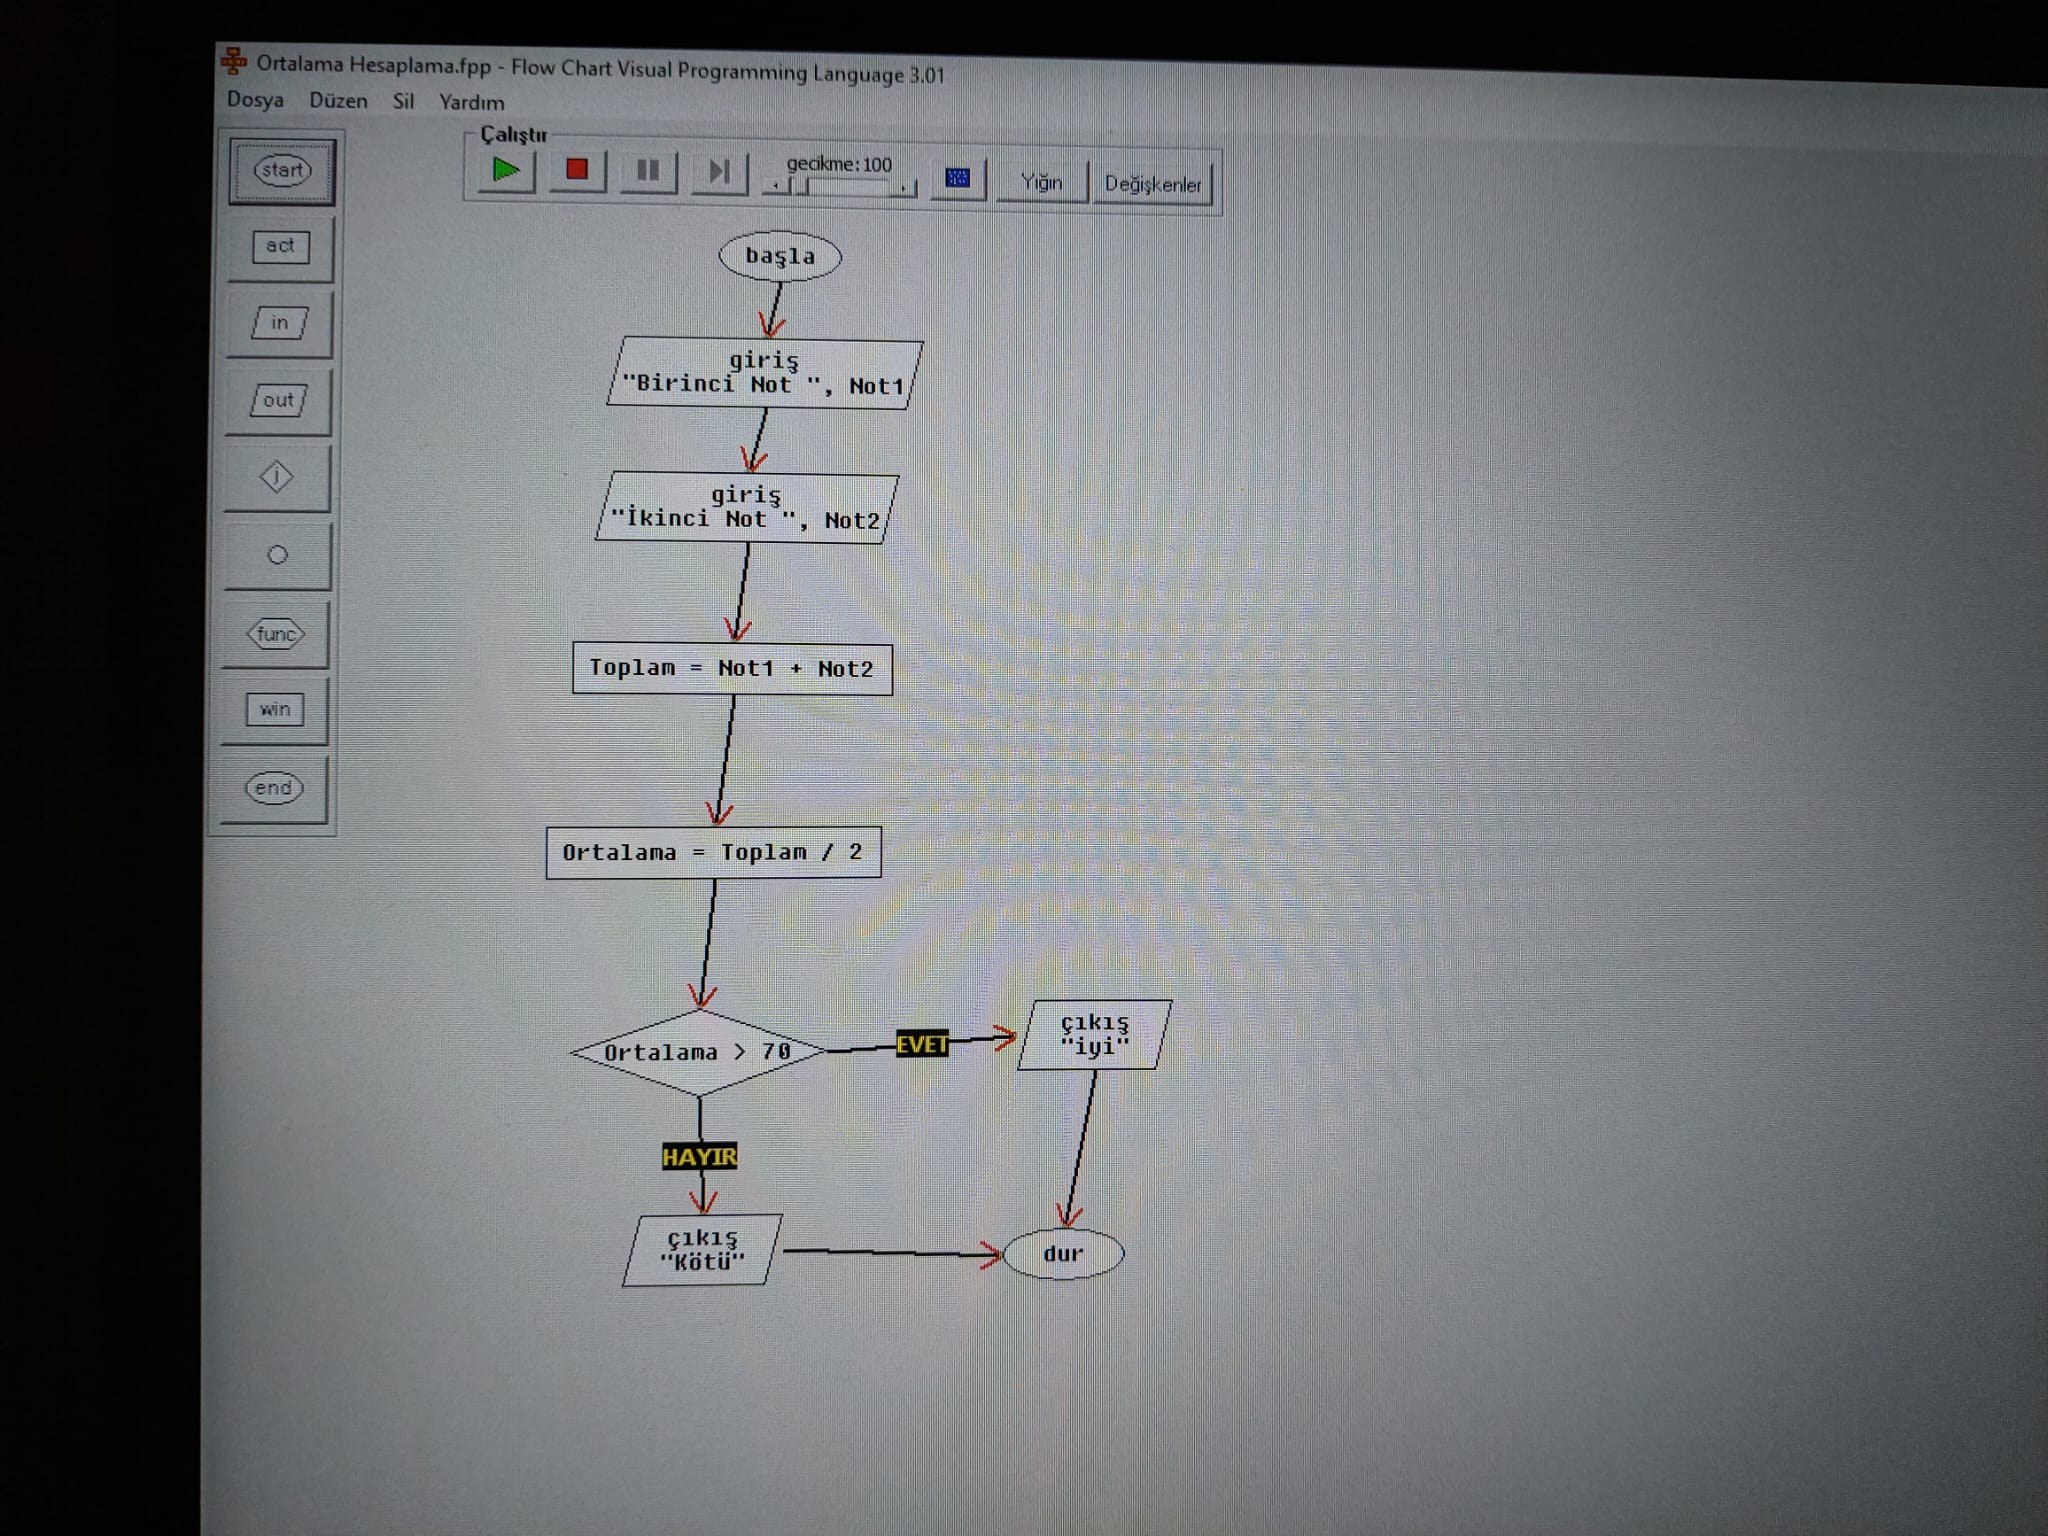 Ortalama Hesaplama.fpp - Flow Chart Visual Programming Language 3.01
Dosya Düzen Sil Yardım
Çalıştır
gecikme:100
Yığın
Değişkenler
start
act
in
out
j
func
win
end
başla
giriş
"Birinci Not ", Not1
giriş
"İkinci Not ", Not2
Toplam = Not1 + Not2
Ortalama = Toplam / 2
Ortalama > 70
EVET
çıkış
"iyi"
HAYIR
çıkış
"Kötü"
dur